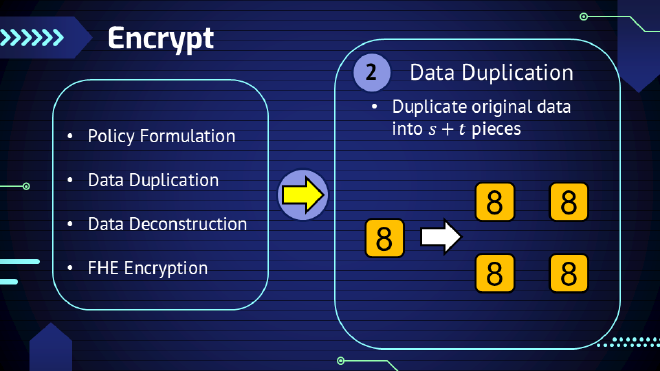 Encrypt
• Policy Formulation
• Data Duplication
• Data Deconstruction
• FHE Encryption
2 Data Duplication
• Duplicate original data
into s + t pieces
8 8
8
8 8